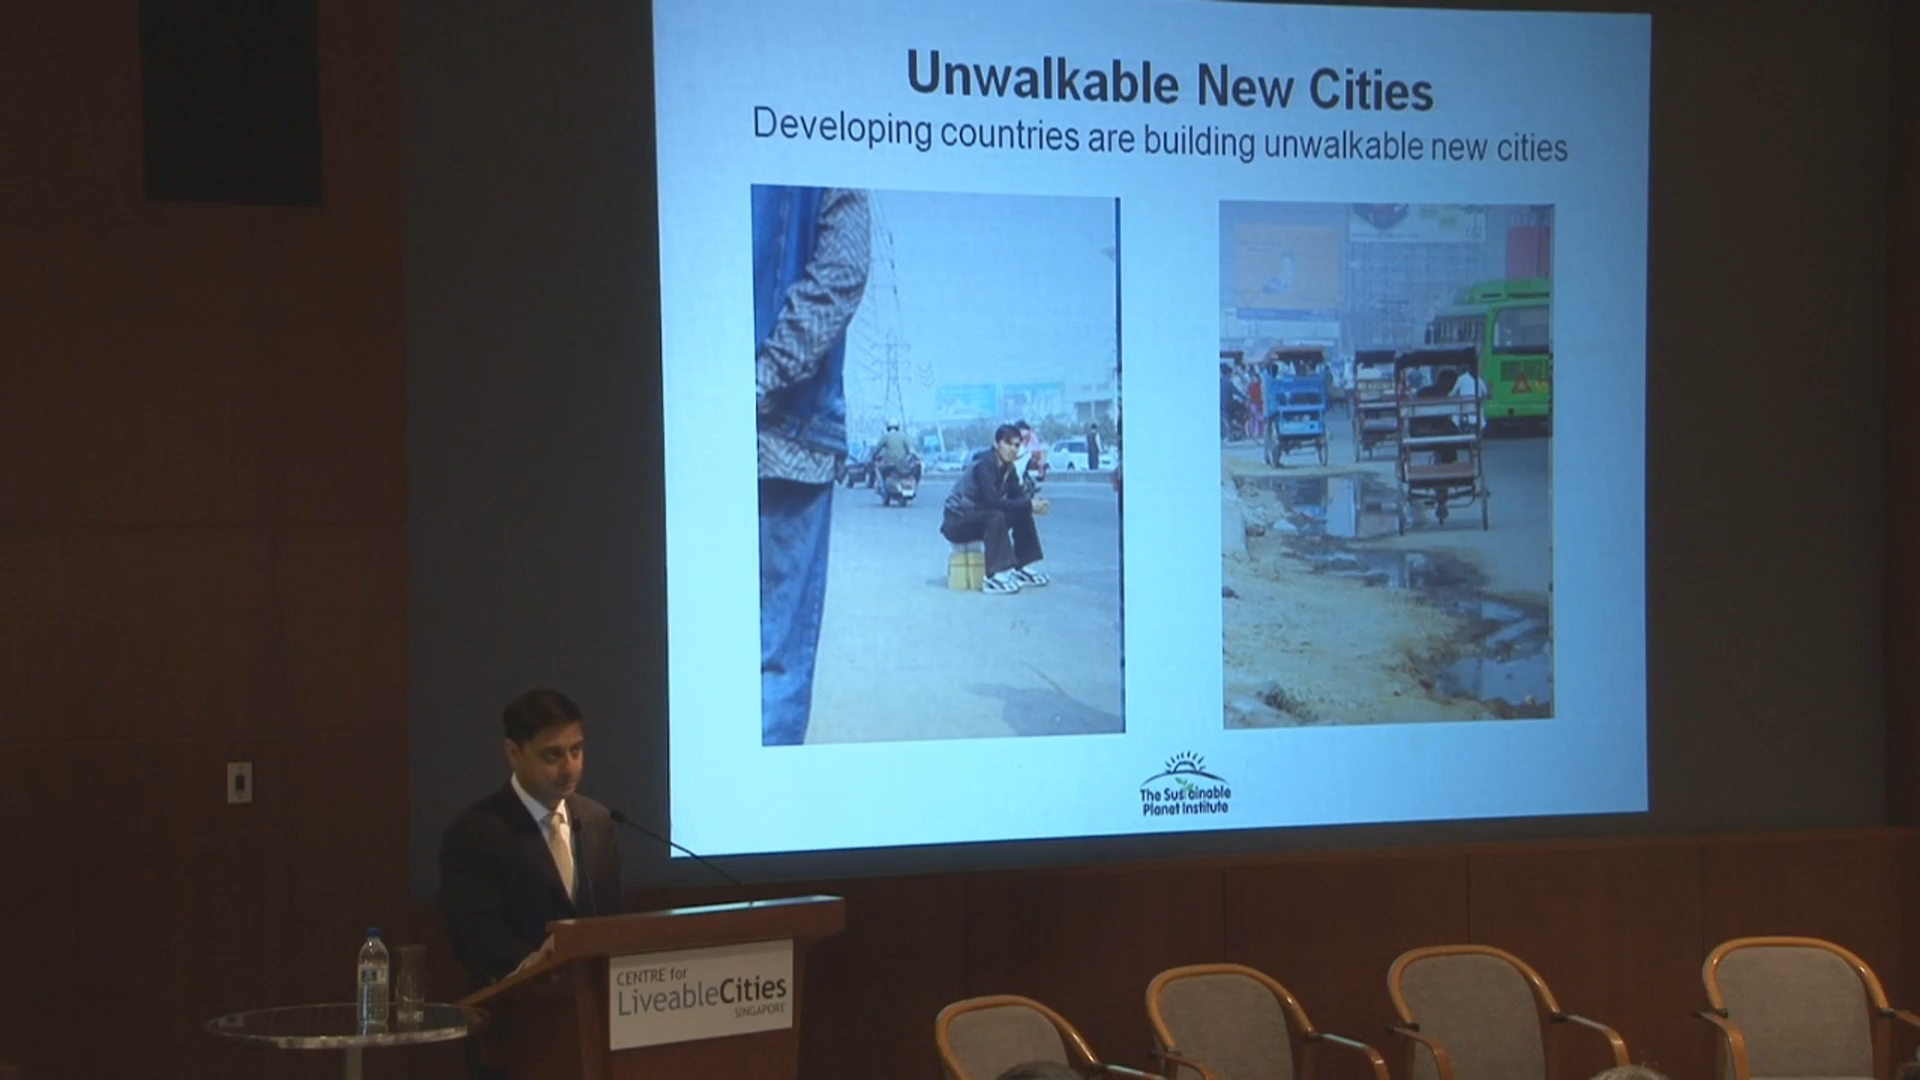 Unwalkable New Cities
Developing countries are building unwalkable new cities
The Sustainable
Planet Institute
CENTRE for
LiveableCities
SINGAPORE